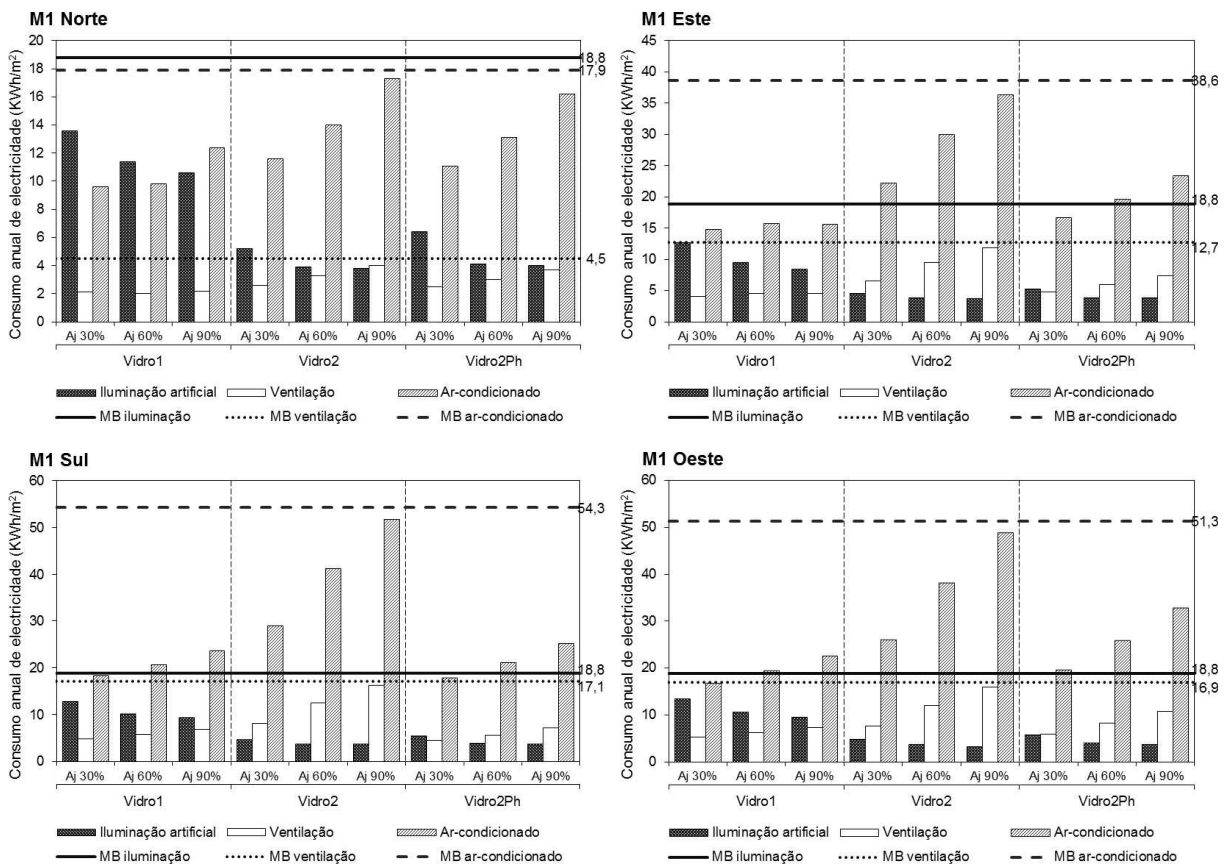 M1 Norte
Consumo anual de electricidade (KWh/m²)
20
18
16
14
12
10
8
6
4
2
0
18,8
17,9
4,5
Aj 30% Aj 60% Aj 90% Aj 30% Aj 60% Aj 90% Aj 30% Aj 60% Aj 90%
Vidro1 Vidro2 Vidro2Ph
Iluminação artificial Ventilação Ar-condicionado
MB iluminação MB ventilação MB ar-condicionado
M1 Este
Consumo anual de electricidade (KWh/m²)
45
40
35
30
25
20
15
10
5
0
38,6
18,8
12,7
Aj 30% Aj 60% Aj 90% Aj 30% Aj 60% Aj 90% Aj 30% Aj 60% Aj 90%
Vidro1 Vidro2 Vidro2Ph
Iluminação artificial Ventilação Ar-condicionado
MB iluminação MB ventilação MB ar-condicionado
M1 Sul
Consumo anual de electricidade (KWh/m²)
60
50
40
30
20
10
0
54,3
18,8
17,1
Aj 30% Aj 60% Aj 90% Aj 30% Aj 60% Aj 90% Aj 30% Aj 60% Aj 90%
Vidro1 Vidro2 Vidro2Ph
Iluminação artificial Ventilação Ar-condicionado
MB iluminação MB ventilação MB ar-condicionado
M1 Oeste
Consumo anual de electricidade (KWh/m²)
60
50
40
30
20
10
0
51,3
18,8
16,9
Aj 30% Aj 60% Aj 90% Aj 30% Aj 60% Aj 90% Aj 30% Aj 60% Aj 90%
Vidro1 Vidro2 Vidro2Ph
Iluminação artificial Ventilação Ar-condicionado
MB iluminação MB ventilação MB ar-condicionado